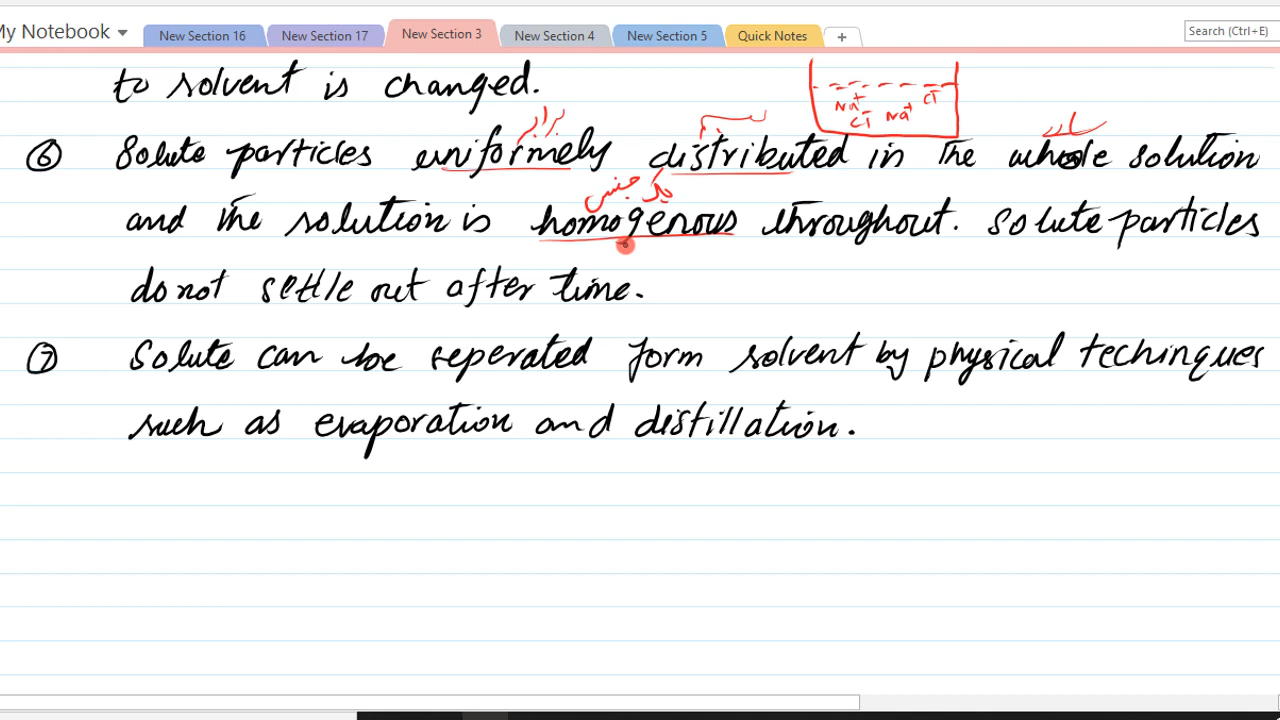 My Notebook
New Section 16 New Section 17 New Section 3 New Section 4 New Section 5 Quick Notes +
Search (Ctrl+E)
to solvent is changed.
Na⁺ Cl⁻
Cl⁻ Na⁺
برابر
⑥ Solute particles uniformely distributed in the whole solution
یک جنس
and the solution is homogenous throughout. Solute particles
do not settle out after time.
⑦ Solute can be seperated form solvent by physical techinques
such as evaporation and distillation.